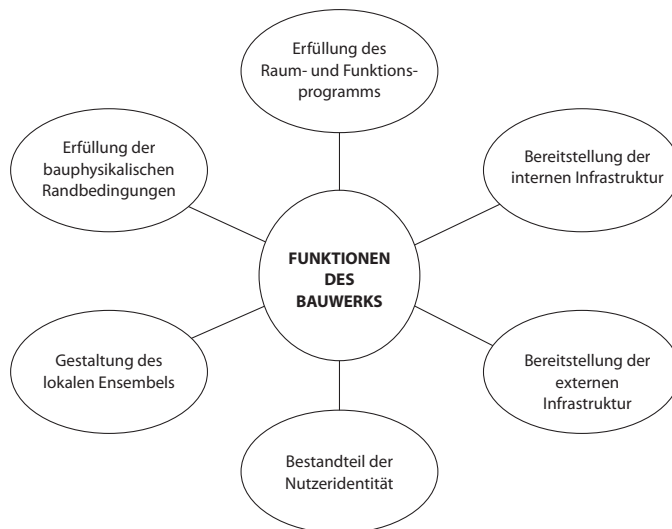 Erfüllung des
Raum- und Funktions-
programms
Erfüllung der
bauphysikalischen
Randbedingungen
Bereitstellung der
internen Infrastruktur
FUNKTIONEN
DES
BAUWERKS
Gestaltung des
lokalen Ensembels
Bereitstellung der
externen
Infrastruktur
Bestandteil der
Nutzeridentität